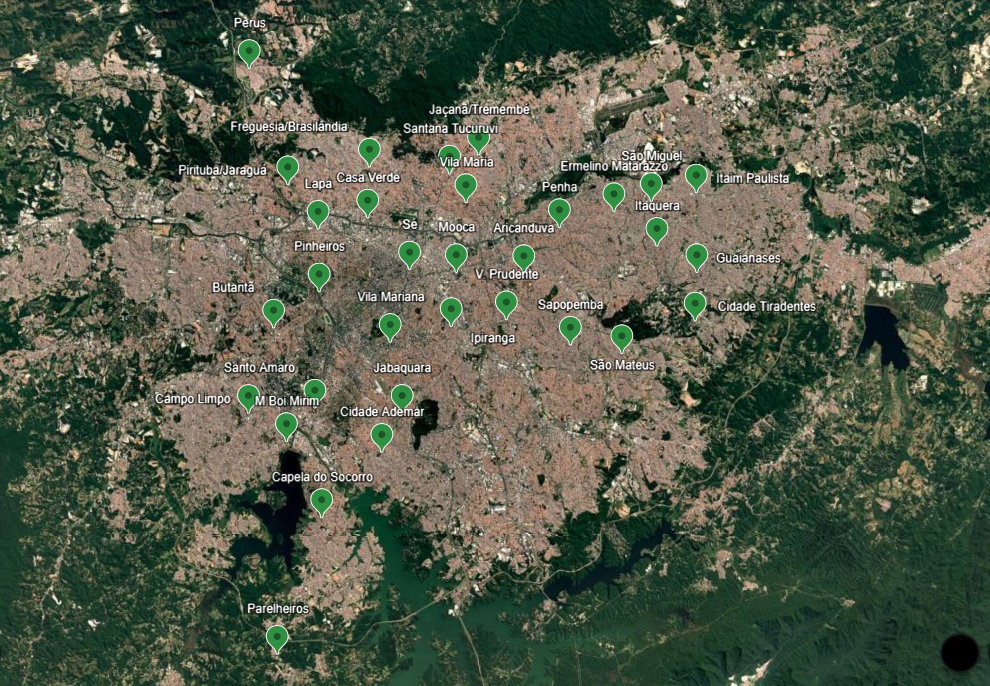 Perus
Jaçanã/Tremembé
Freguesia/Brasilândia
Santana Tucuruvi
São Miguel
Vila Maria
Ermelino Matarazzo
Pirituba/Jaraguá
Casa Verde
Itaim Paulista
Lapa
Penha
Itaquera
Sé
Mooca
Aricanduva
Pinheiros
Guaianases
V. Prudente
Butantã
Vila Mariana
Sapopemba
Cidade Tiradentes
Ipiranga
São Mateus
Santo Amaro
Jabaquara
Campo Limpo
M Boi Mirim
Cidade Ademar
Capela do Socorro
Parelheiros